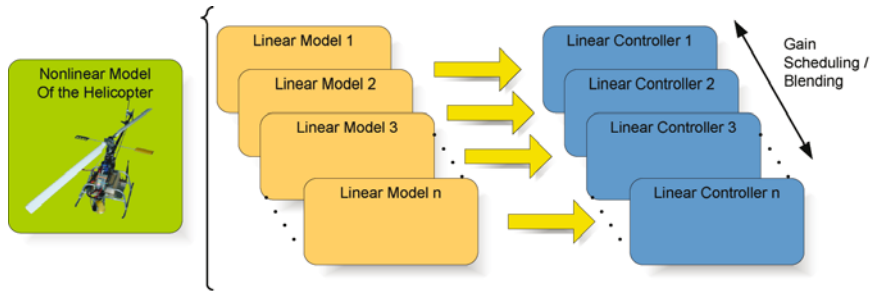 Nonlinear Model
Of the Helicopter
Linear Model 1
Linear Model 2
Linear Model 3
Linear Model n
Linear Controller 1
Linear Controller 2
Linear Controller 3
Linear Controller n
Gain
Scheduling /
Blending